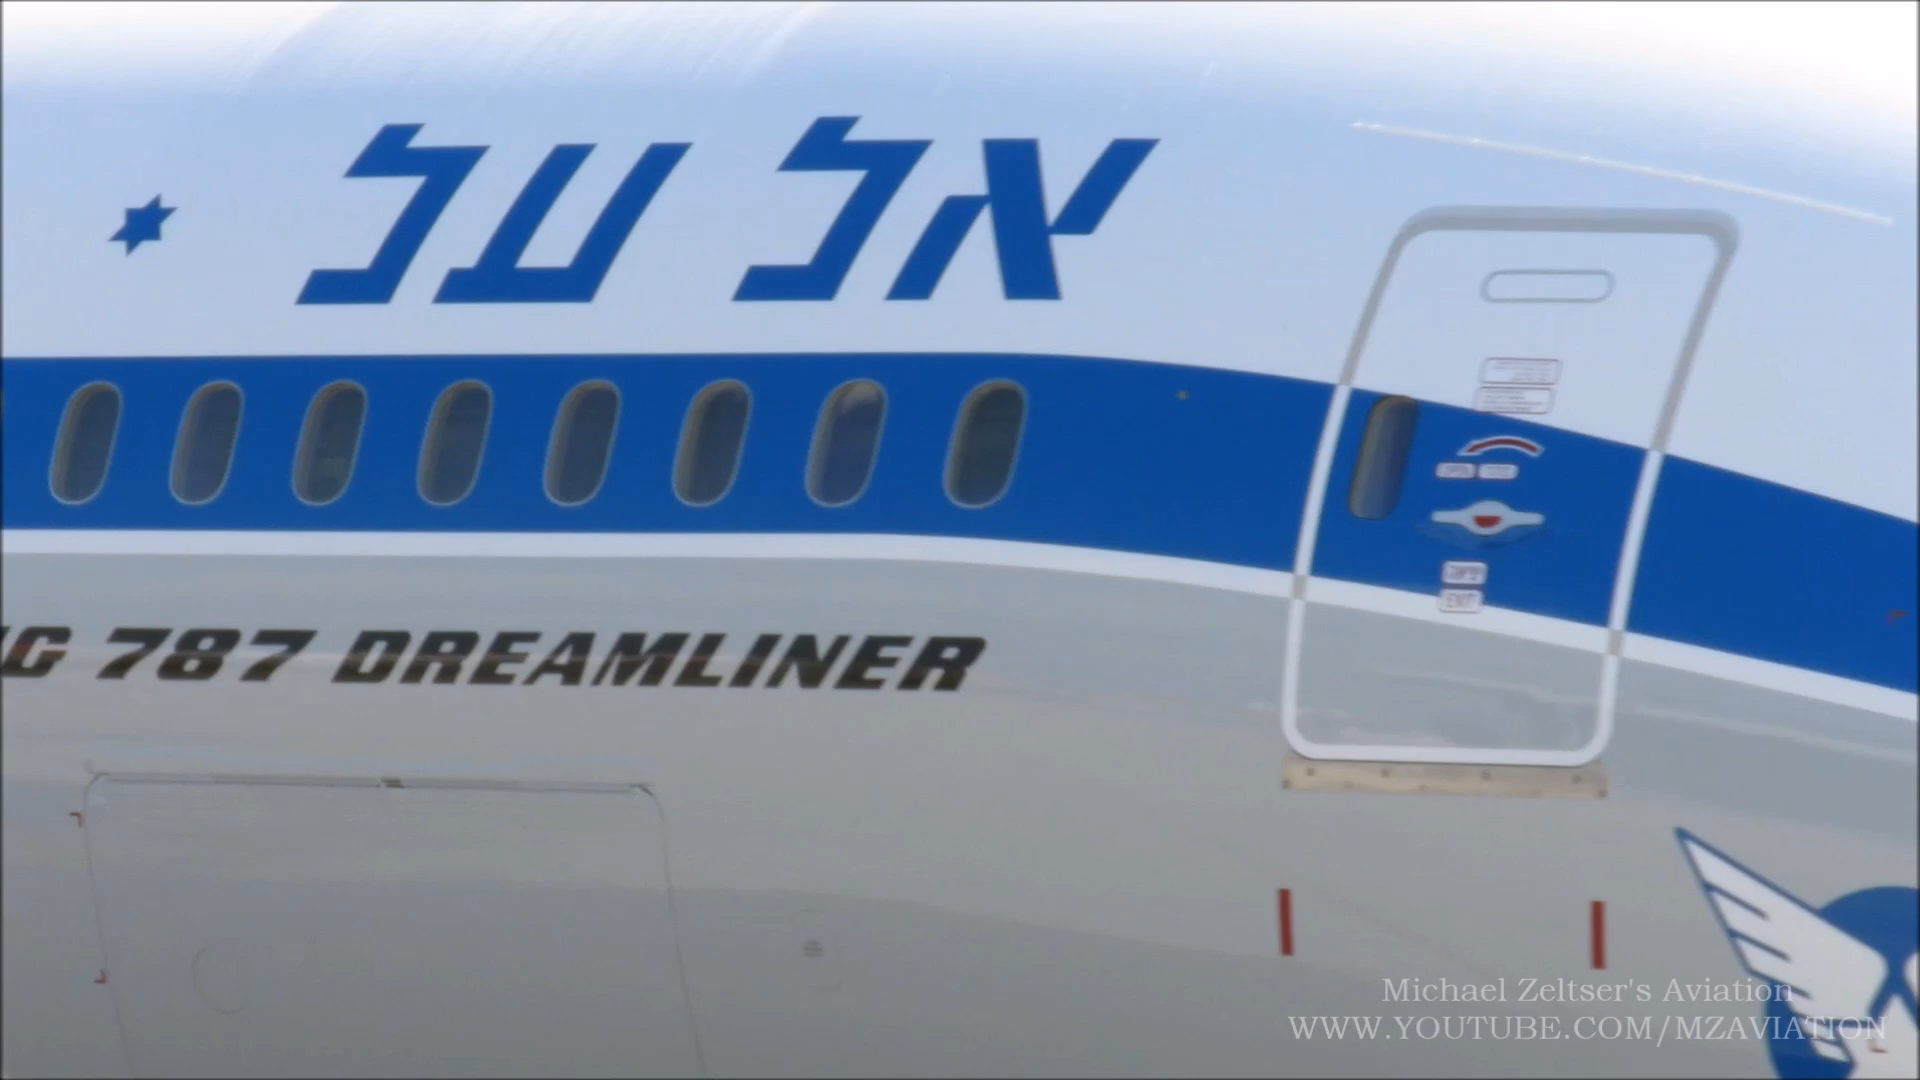 אל על
787 DREAMLINER
EXIT
Michael Zeltser's Aviation
WWW.YOUTUBE.COM/MZAVIATION